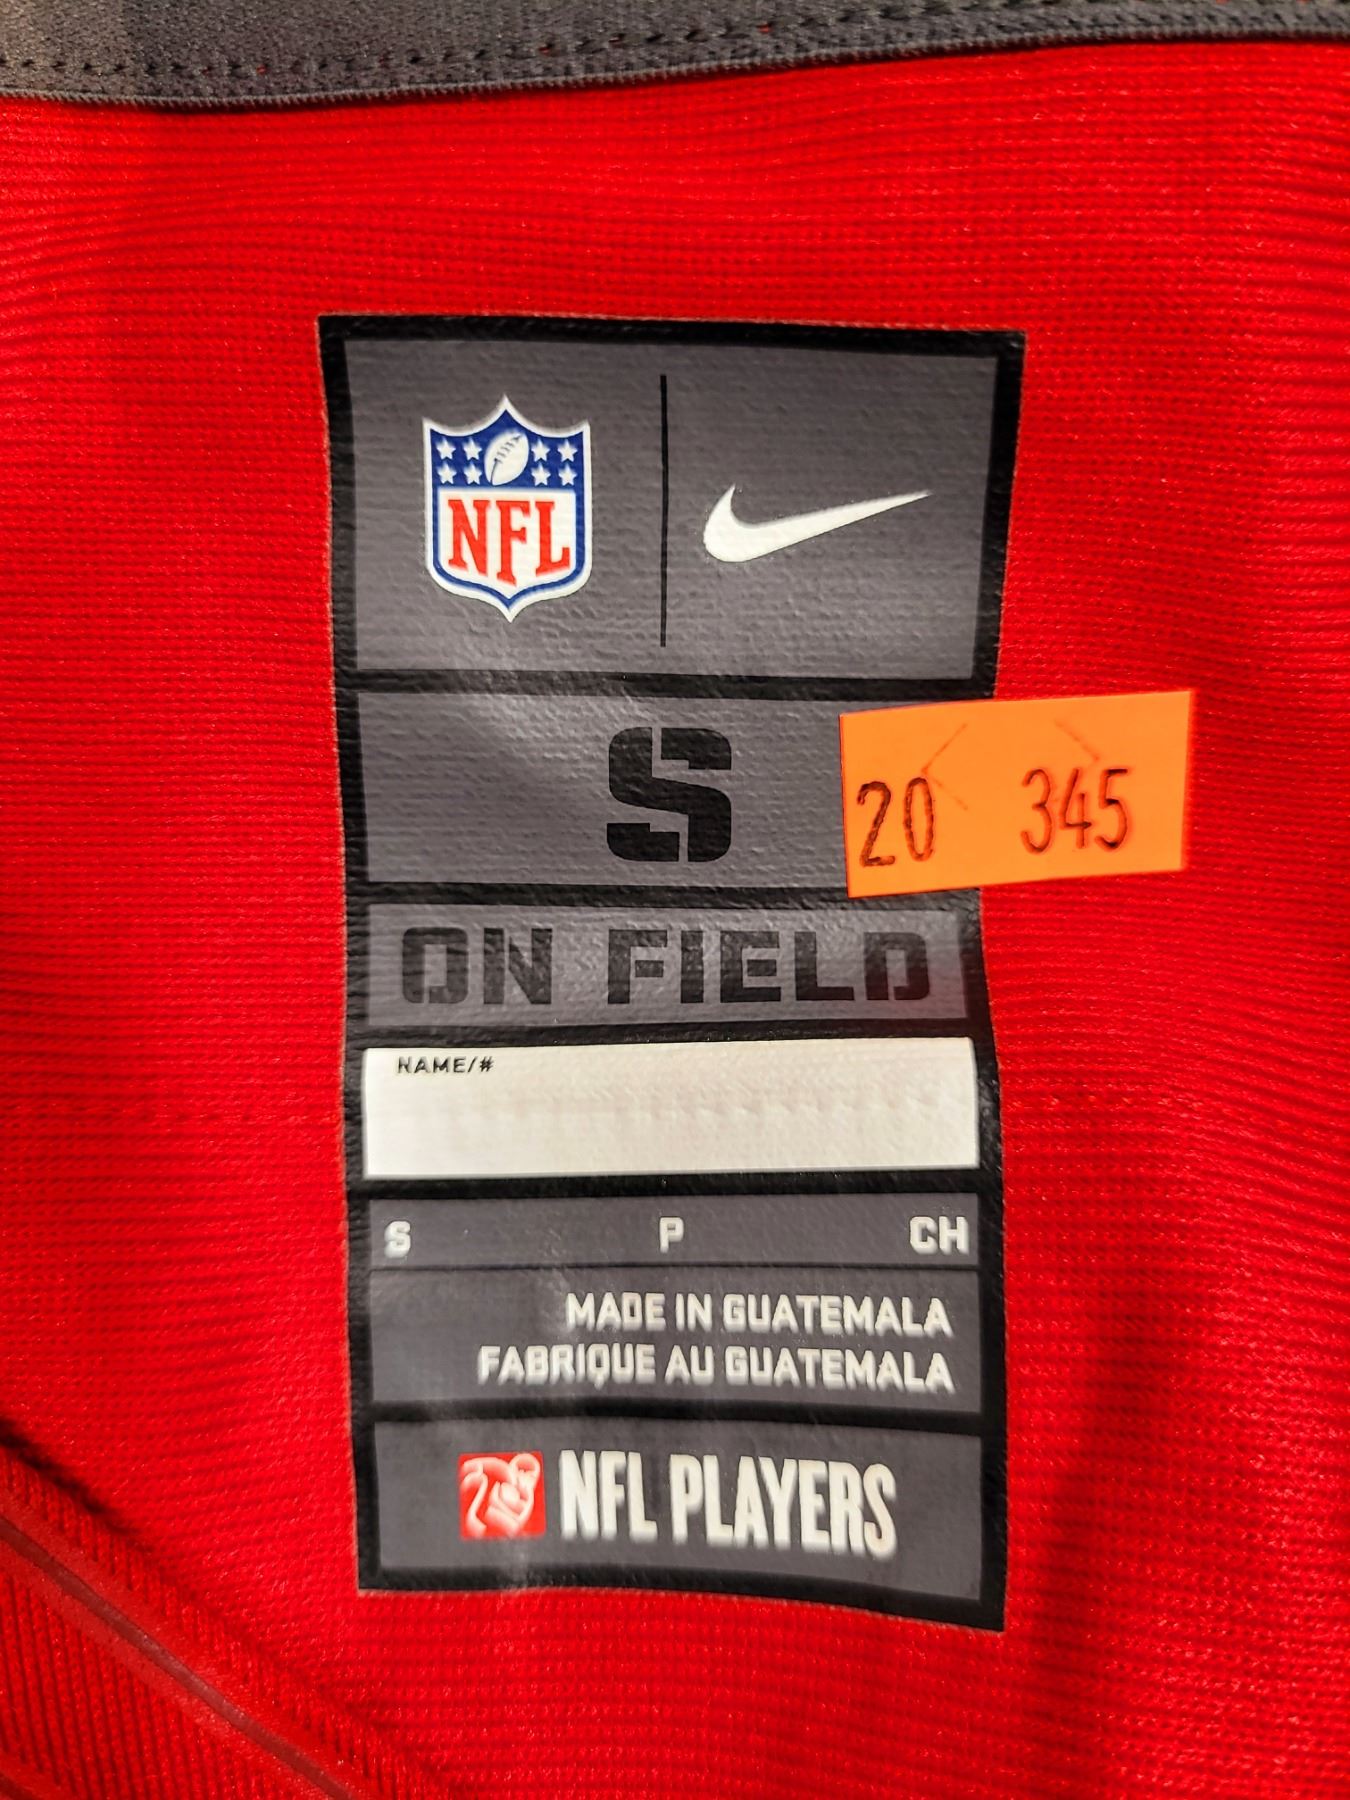 NFL
S
20 345
ON FIELD
NAME/#
S P CH
MADE IN GUATEMALA
FABRIQUE AU GUATEMALA
NFL PLAYERS